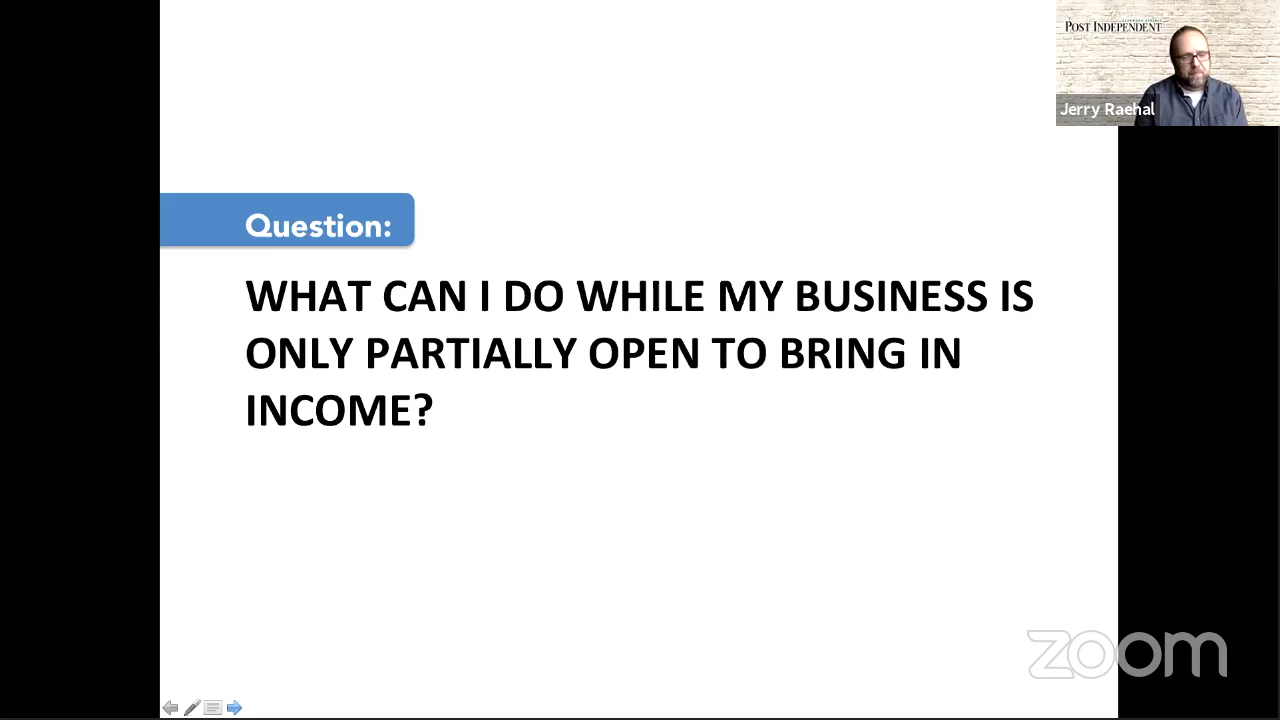 POST INDEPENDENT
Jerry Raehal
Question:
WHAT CAN I DO WHILE MY BUSINESS IS
ONLY PARTIALLY OPEN TO BRING IN
INCOME?
zoom